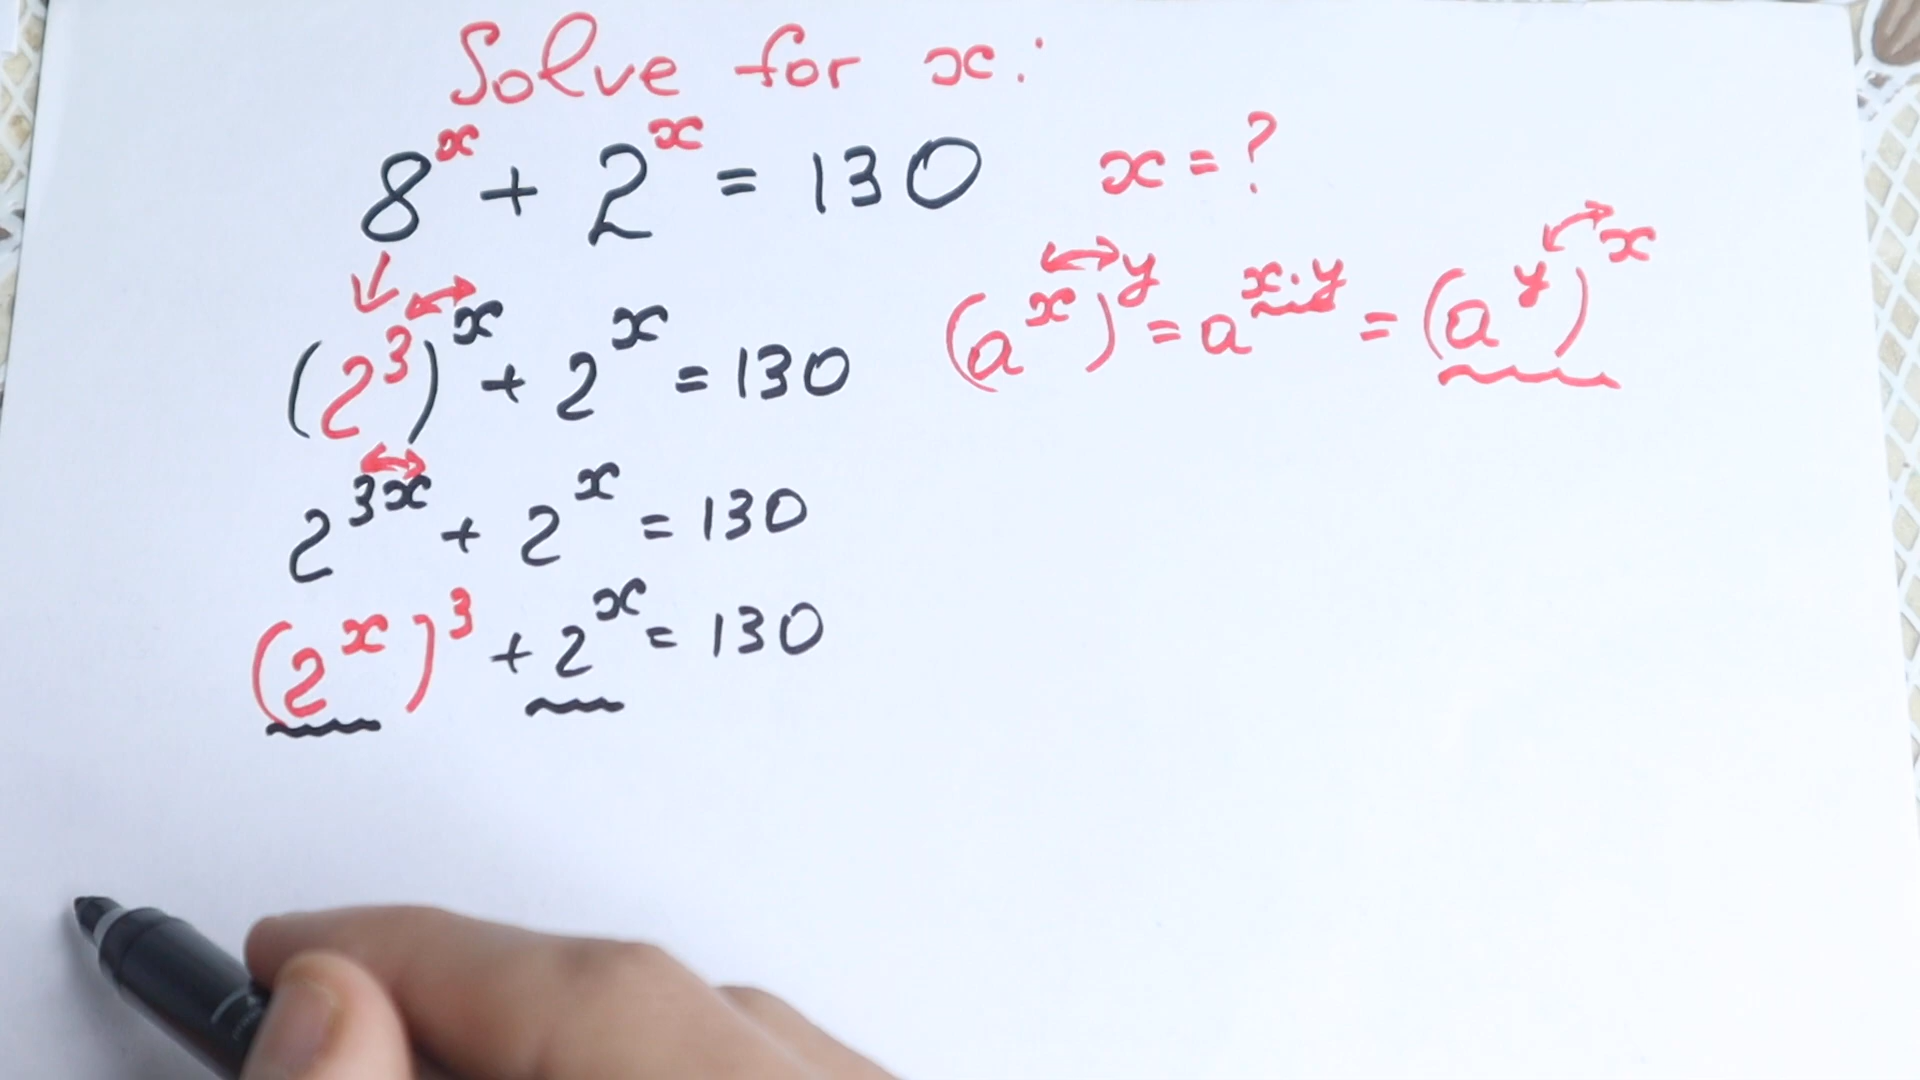 Solve for x:
8^x + 2^x = 130
x = ?
(2^3)^x + 2^x = 130
(a^x)^y = a^{x·y} = (a^y)^x
2^{3x} + 2^x = 130
(2^x)^3 + 2^x = 130